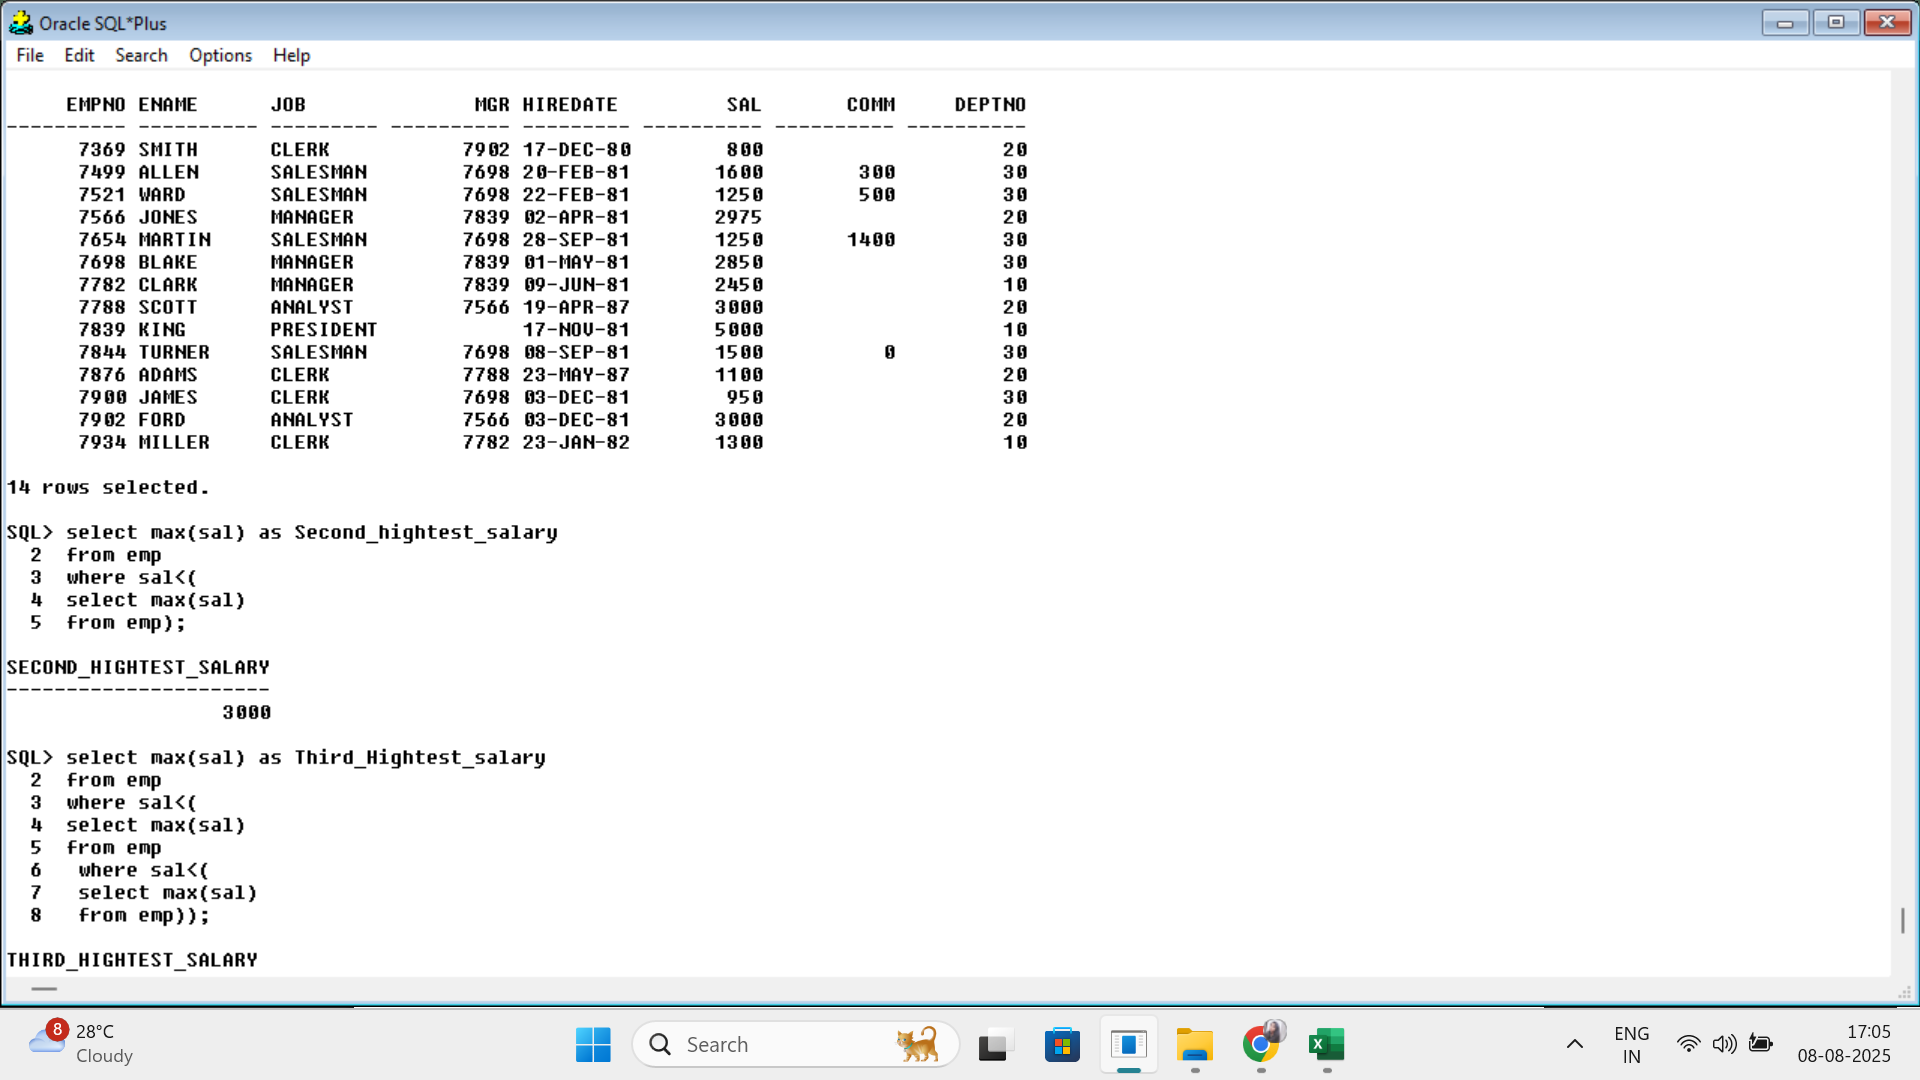 Oracle SQL*Plus
File Edit Search Options Help
EMPNO ENAME JOB MGR HIREDATE SAL COMM DEPTNO
---------- ---------- --------- ---------- --------- ---------- ---------- ----------
7369 SMITH CLERK 7902 17-DEC-80 800 20
7499 ALLEN SALESMAN 7698 20-FEB-81 1600 300 30
7521 WARD SALESMAN 7698 22-FEB-81 1250 500 30
7566 JONES MANAGER 7839 02-APR-81 2975 20
7654 MARTIN SALESMAN 7698 28-SEP-81 1250 1400 30
7698 BLAKE MANAGER 7839 01-MAY-81 2850 30
7782 CLARK MANAGER 7839 09-JUN-81 2450 10
7788 SCOTT ANALYST 7566 19-APR-87 3000 20
7839 KING PRESIDENT 17-NOV-81 5000 10
7844 TURNER SALESMAN 7698 08-SEP-81 1500 0 30
7876 ADAMS CLERK 7788 23-MAY-87 1100 20
7900 JAMES CLERK 7698 03-DEC-81 950 30
7902 FORD ANALYST 7566 03-DEC-81 3000 20
7934 MILLER CLERK 7782 23-JAN-82 1300 10
14 rows selected.
SQL> select max(sal) as Second_hightest_salary
2 from emp
3 where sal<(
4 select max(sal)
5 from emp);
SECOND_HIGHTEST_SALARY
----------------------
3000
SQL> select max(sal) as Third_Hightest_salary
2 from emp
3 where sal<(
4 select max(sal)
5 from emp
6 where sal<(
7 select max(sal)
8 from emp));
THIRD_HIGHTEST_SALARY
8 28°C
Cloudy
Search
ENG
IN
17:05
08-08-2025